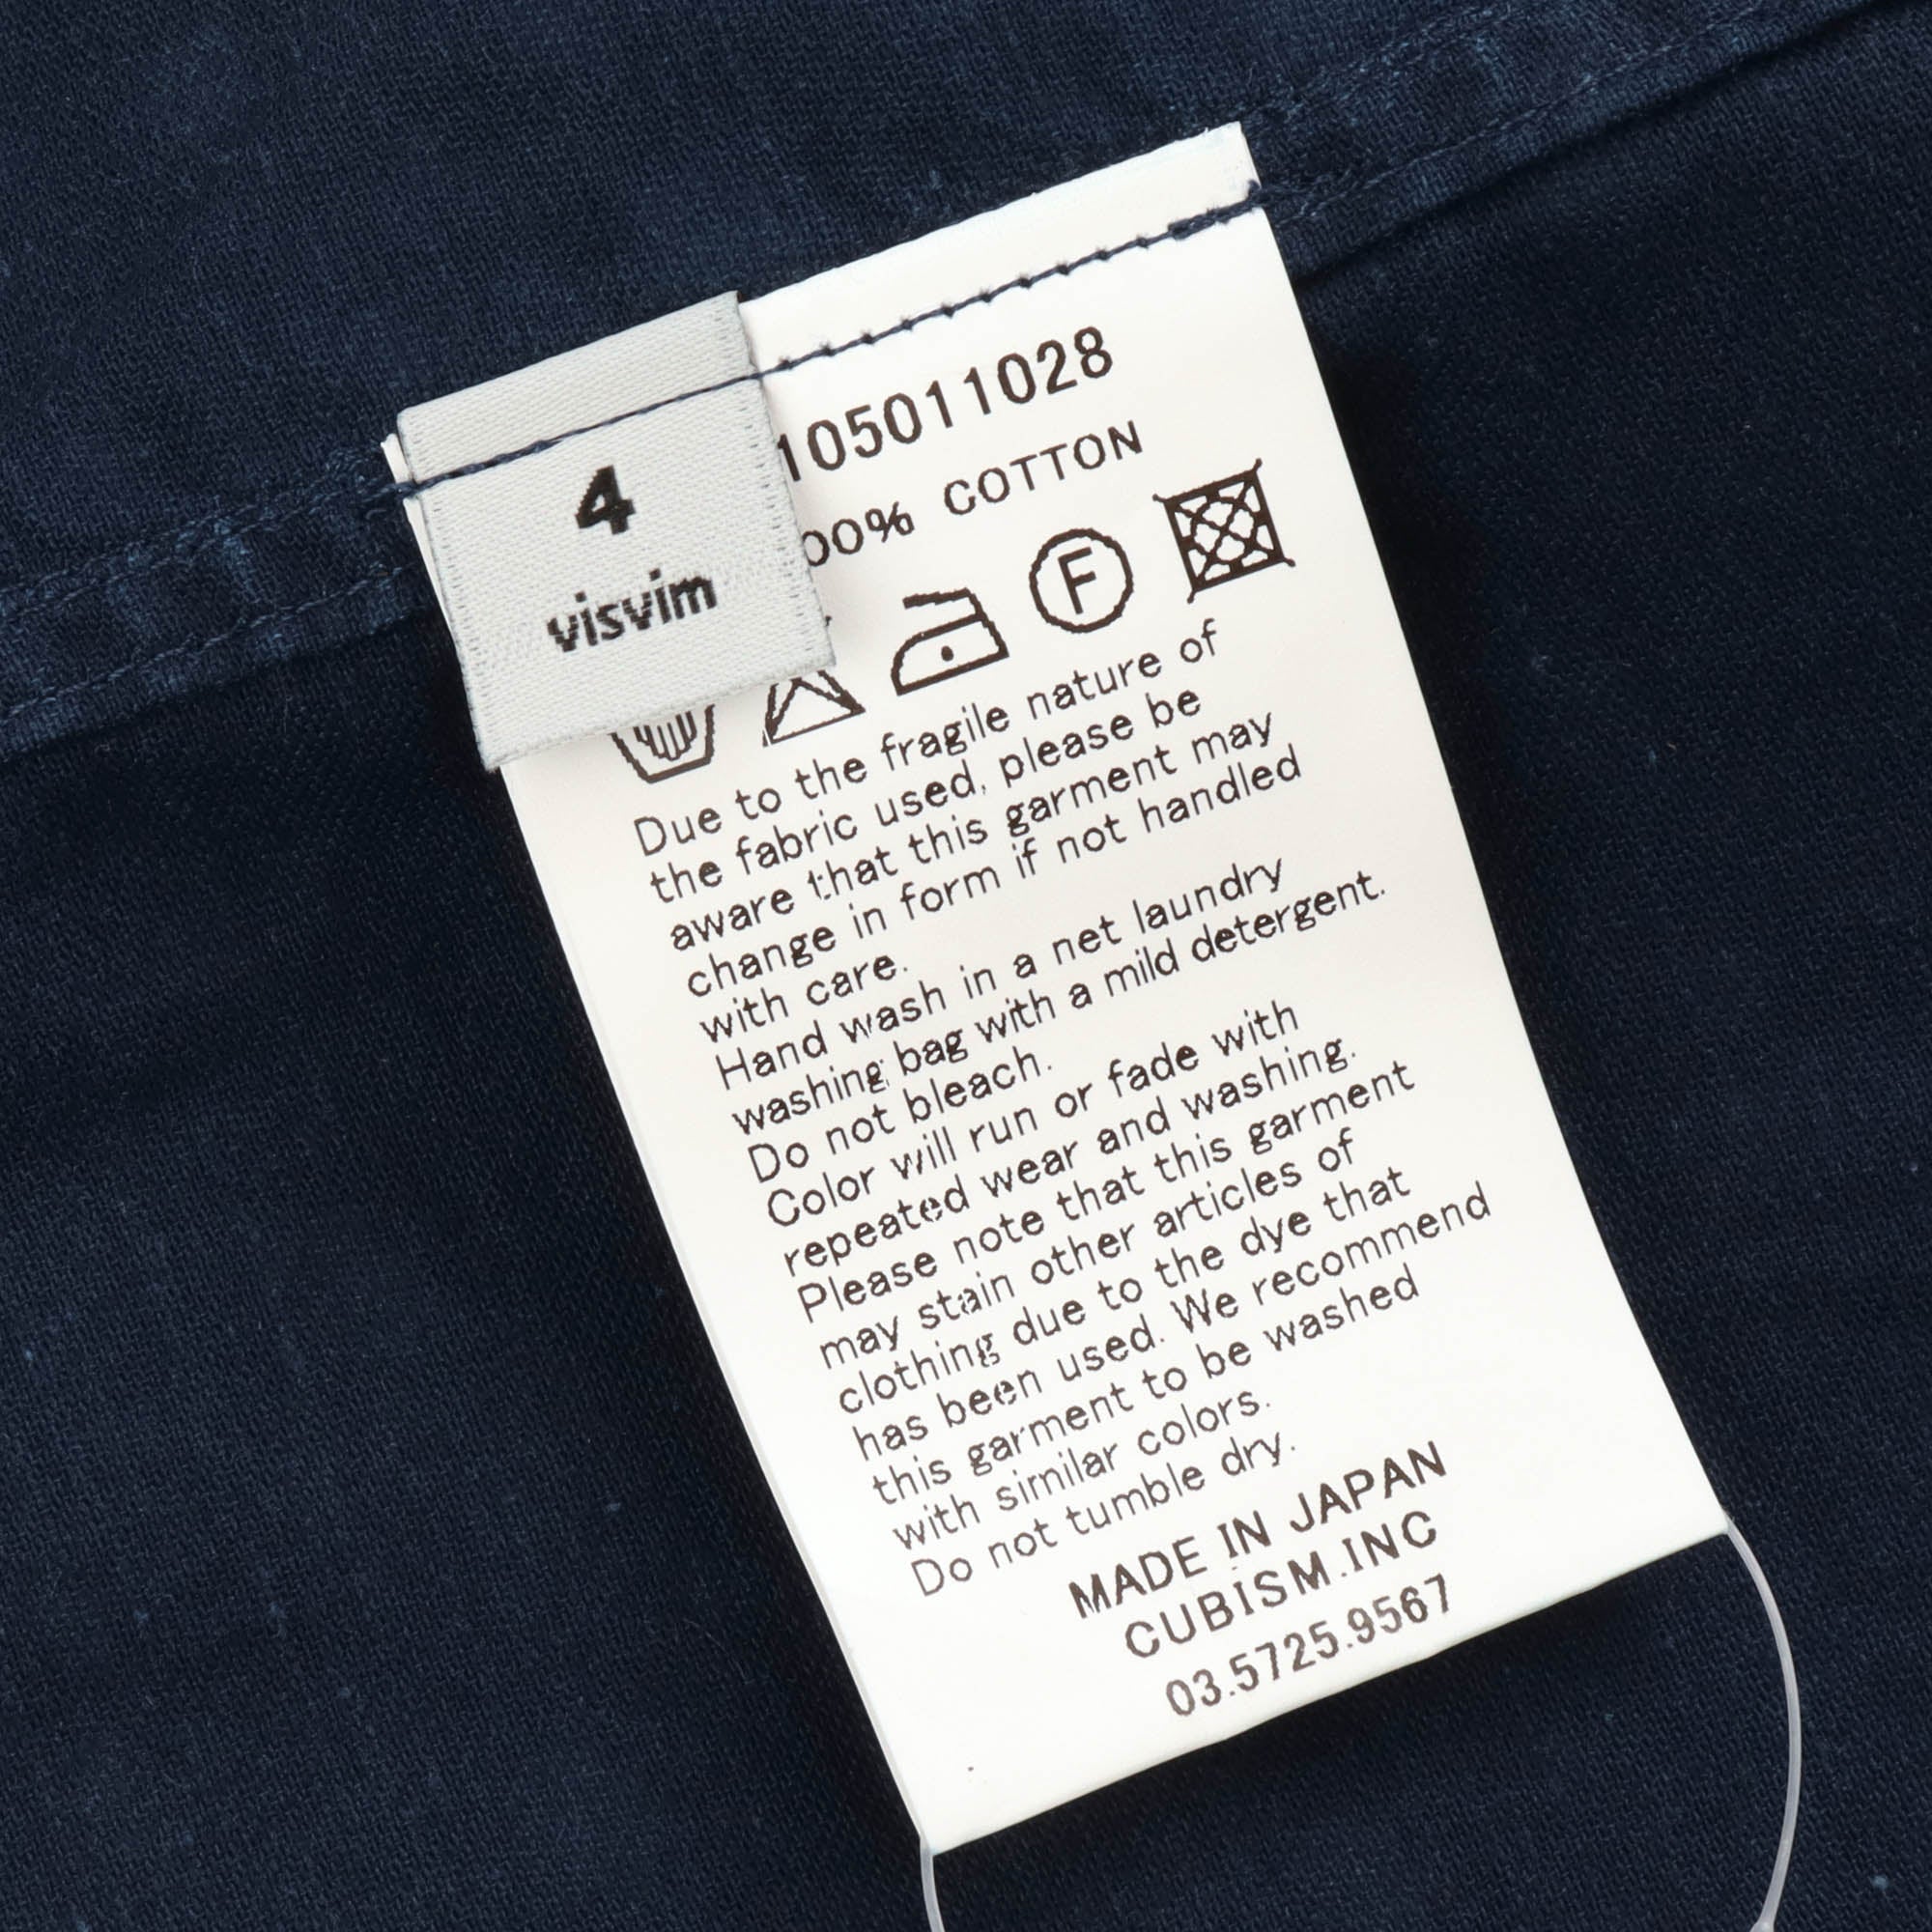 4
visvim
105011028
00% COTTON
F
Due to the fragile nature of
the fabric used, please be
aware that this garment may
change in form if not handled
with care.
Hand wash in a net laundry
washing bag with a mild detergent.
Do not bleach.
Color will run or fade with
repeated wear and washing.
Please note that this garment
may stain other articles of
clothing due to the dye that
has been used. We recommend
this garment to be washed
with similar colors.
Do not tumble dry.
MADE IN JAPAN
CUBISM.INC
03.5725.9567